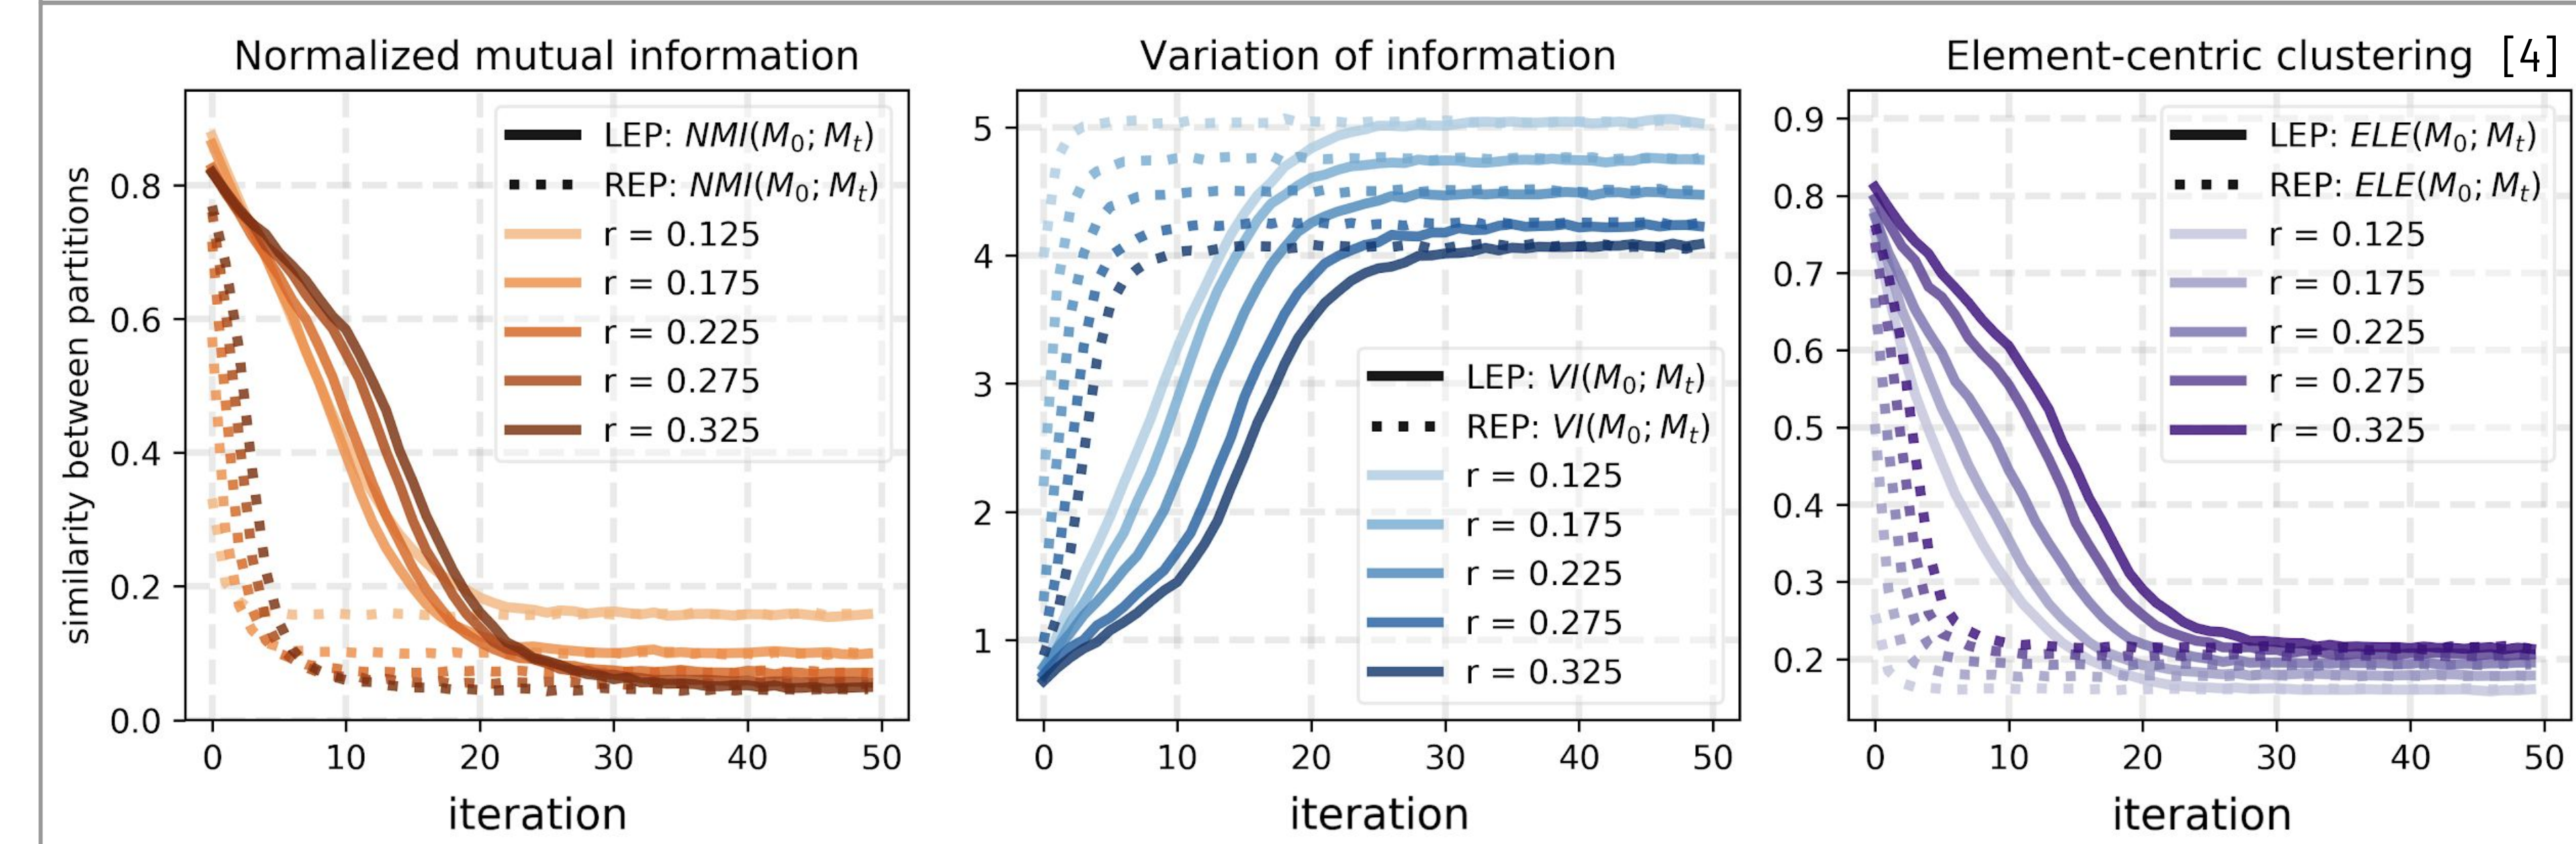 Normalized mutual information
similarity between partitions
0.8
0.6
0.4
0.2
0.0
0 10 20 30 40 50
iteration
LEP: NMI(M₀; Mₜ)
REP: NMI(M₀; Mₜ)
r = 0.125
r = 0.175
r = 0.225
r = 0.275
r = 0.325
Variation of information
5
4
3
2
1
0 10 20 30 40 50
iteration
LEP: VI(M₀; Mₜ)
REP: VI(M₀; Mₜ)
r = 0.125
r = 0.175
r = 0.225
r = 0.275
r = 0.325
Element-centric clustering [4]
0.9
0.8
0.7
0.6
0.5
0.4
0.3
0.2
0 10 20 30 40 50
iteration
LEP: ELE(M₀; Mₜ)
REP: ELE(M₀; Mₜ)
r = 0.125
r = 0.175
r = 0.225
r = 0.275
r = 0.325